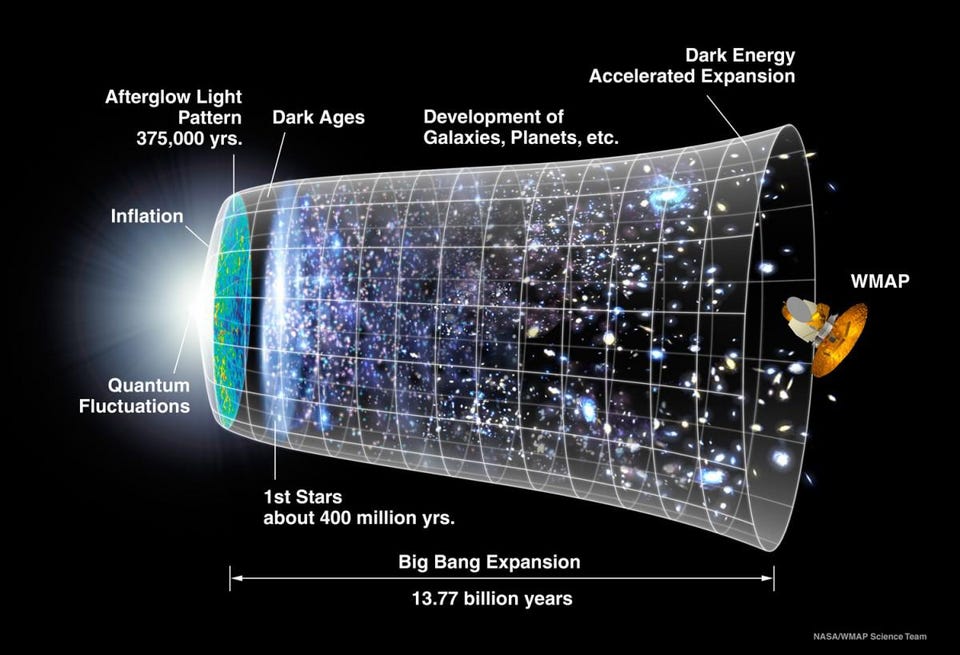 Dark Energy
Accelerated Expansion
Afterglow Light
Pattern
375,000 yrs.
Dark Ages
Development of
Galaxies, Planets, etc.
Inflation
WMAP
Quantum
Fluctuations
1st Stars
about 400 million yrs.
Big Bang Expansion
13.77 billion years
NASA/WMAP Science Team